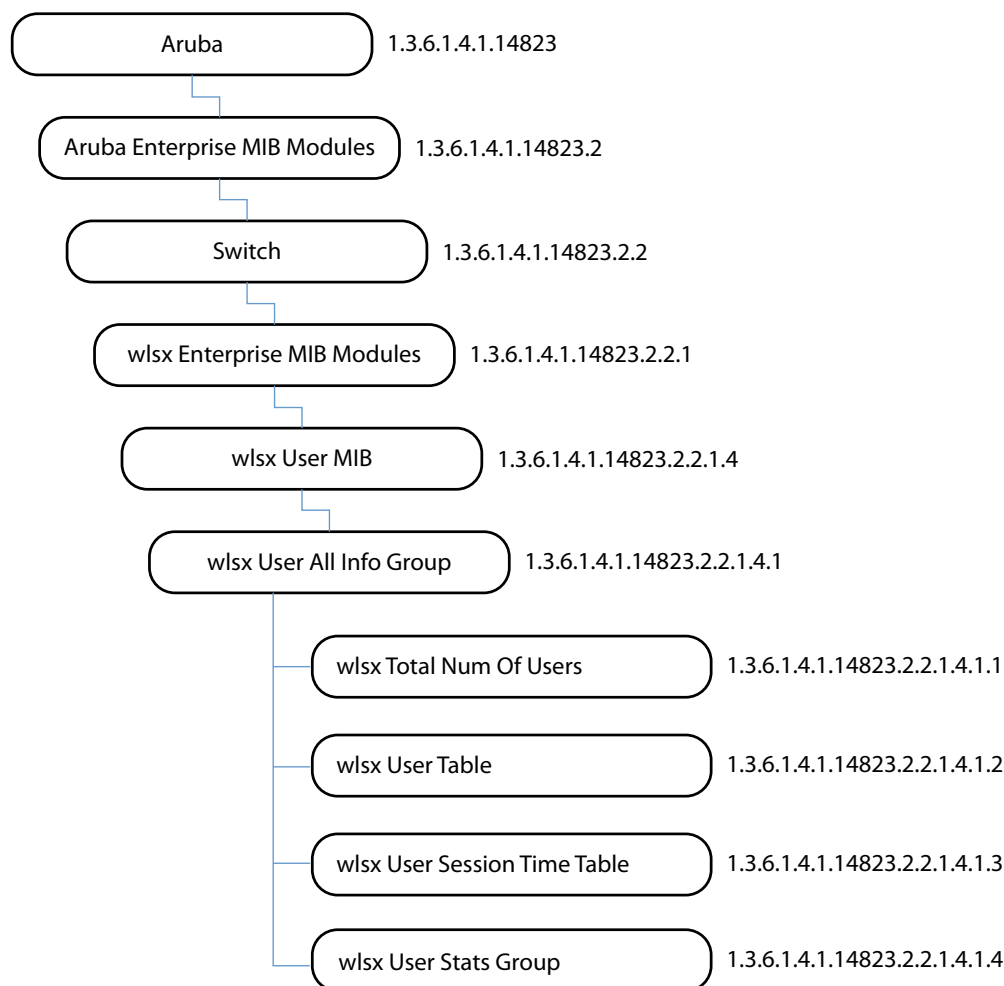 Aruba 1.3.6.1.4.1.14823
Aruba Enterprise MIB Modules 1.3.6.1.4.1.14823.2
Switch 1.3.6.1.4.1.14823.2.2
wlsx Enterprise MIB Modules 1.3.6.1.4.1.14823.2.2.1
wlsx User MIB 1.3.6.1.4.1.14823.2.2.1.4
wlsx User All Info Group 1.3.6.1.4.1.14823.2.2.1.4.1
wlsx Total Num Of Users 1.3.6.1.4.1.14823.2.2.1.4.1.1
wlsx User Table 1.3.6.1.4.1.14823.2.2.1.4.1.2
wlsx User Session Time Table 1.3.6.1.4.1.14823.2.2.1.4.1.3
wlsx User Stats Group 1.3.6.1.4.1.14823.2.2.1.4.1.4